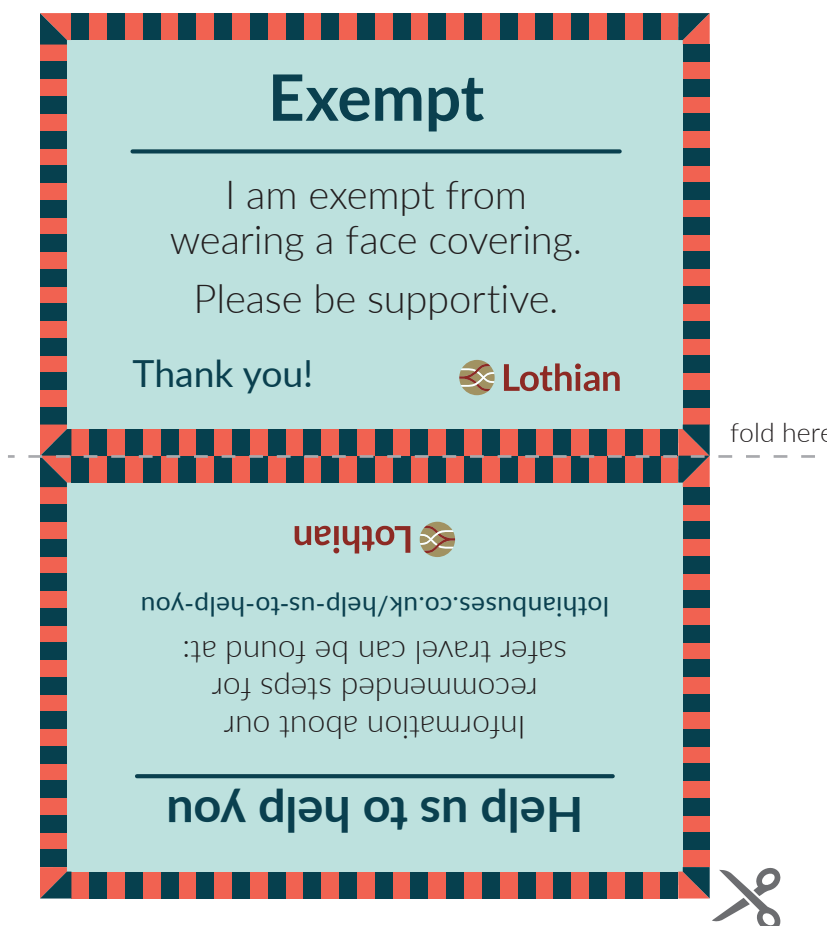 Exempt
I am exempt from
wearing a face covering.
Please be supportive.
Thank you!
Lothian
fold here
Help us to help you
Information about our
recommended steps for
safer travel can be found at:
lothianbuses.co.uk/help-us-to-help-you
Lothian